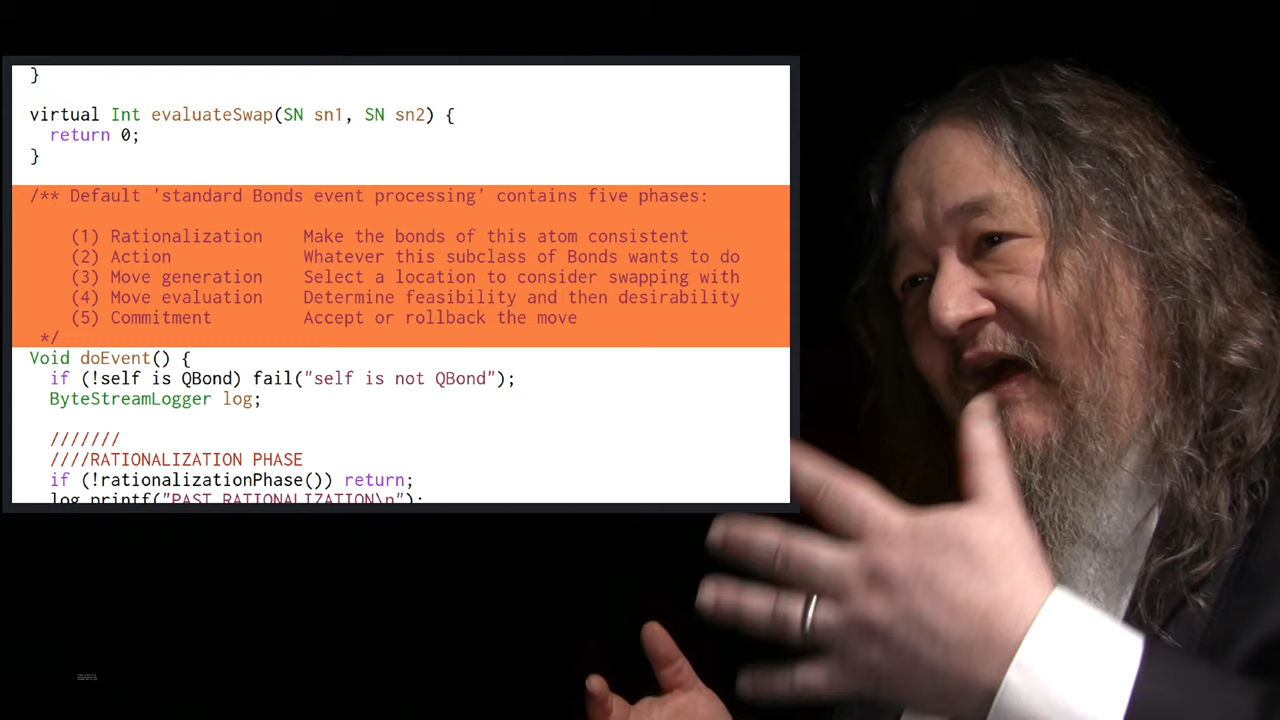 }
virtual Int evaluateSwap(SN sn1, SN sn2) {
return 0;
}
/** Default 'standard Bonds event processing' contains five phases:
(1) Rationalization Make the bonds of this atom consistent
(2) Action Whatever this subclass of Bonds wants to do
(3) Move generation Select a location to consider swapping with
(4) Move evaluation Determine feasibility and then desirability
(5) Commitment Accept or rollback the move
*/
Void doEvent() {
if (!self is QBond) fail("self is not QBond");
ByteStreamLogger log;
///////
////RATIONALIZATION PHASE
if (!rationalizationPhase()) return;
log.printf("PAST RATIONALIZATION\n");